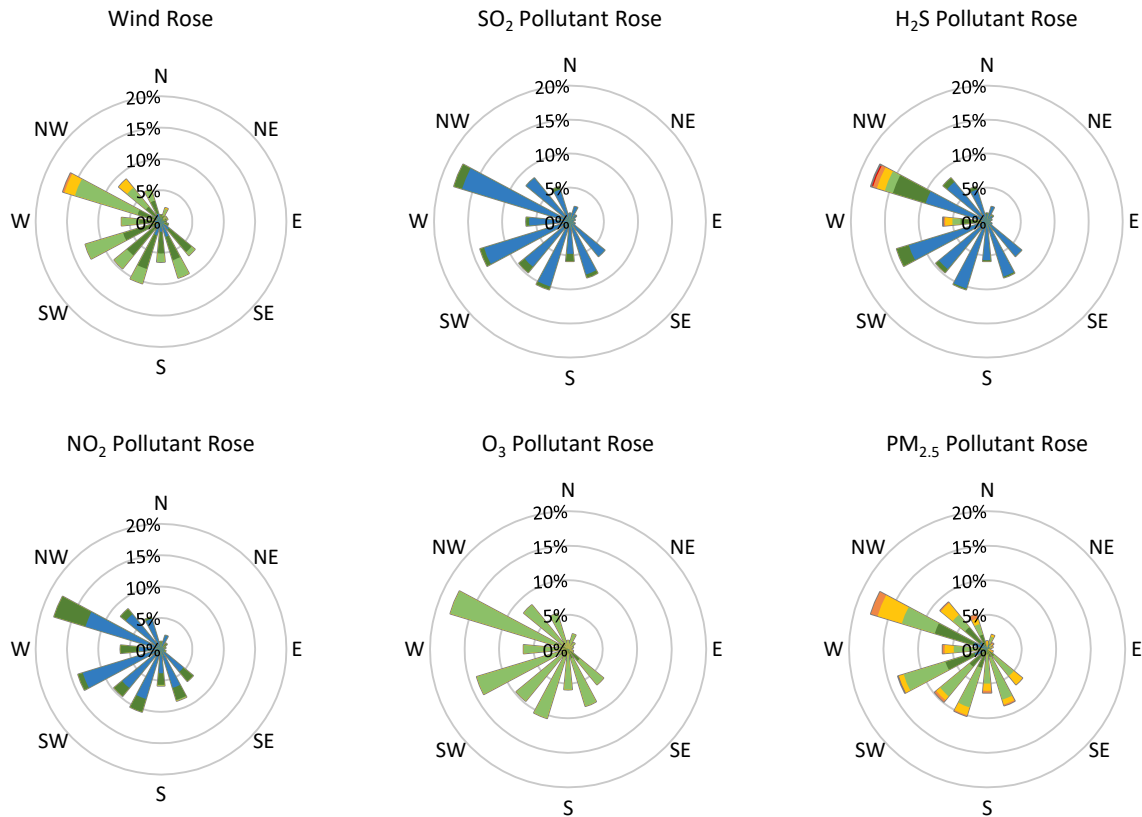 Wind Rose
N
20%
15%
10%
5%
0%
NE
E
SE
S
SW
W
NW
SO₂ Pollutant Rose
N
20%
15%
10%
5%
0%
NE
E
SE
S
SW
W
NW
H₂S Pollutant Rose
N
20%
15%
10%
5%
0%
NE
E
SE
S
SW
W
NW
NO₂ Pollutant Rose
N
20%
15%
10%
5%
0%
NE
E
SE
S
SW
W
NW
O₃ Pollutant Rose
N
20%
15%
10%
5%
0%
NE
E
SE
S
SW
W
NW
PM₂.₅ Pollutant Rose
N
20%
15%
10%
5%
0%
NE
E
SE
S
SW
W
NW